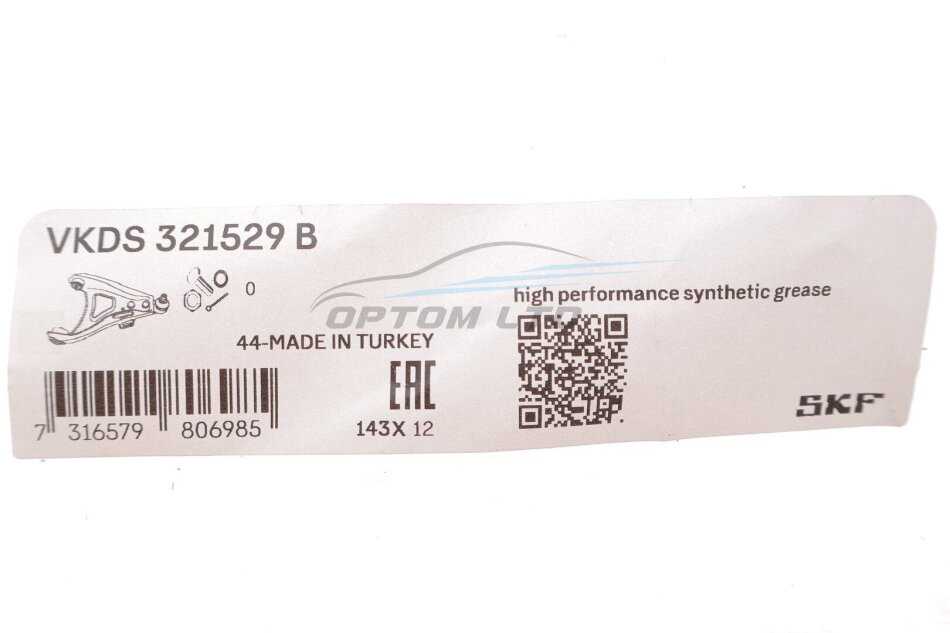 VKDS 321529 B
0
high performance synthetic grease
OPTOM LTD
44-MADE IN TURKEY
EAC
143X 12
SKF
7 316579 806985